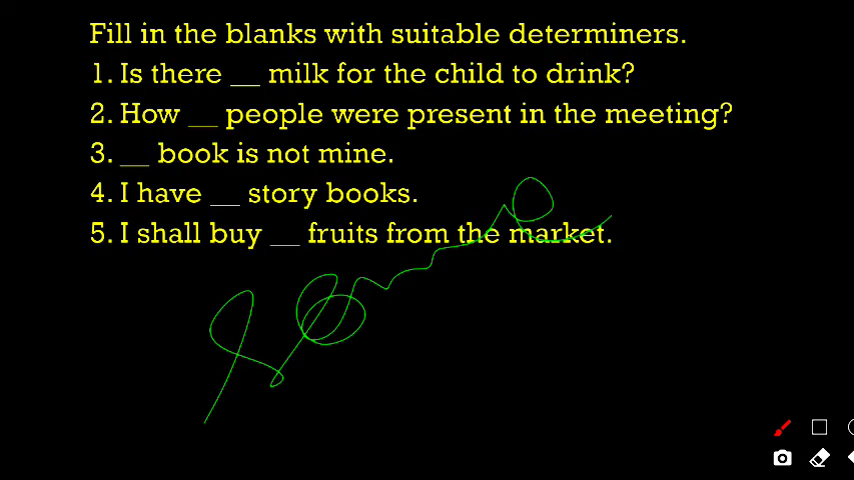 Fill in the blanks with suitable determiners.
1. Is there __ milk for the child to drink?
2. How __ people were present in the meeting?
3. __ book is not mine.
4. I have __ story books.
5. I shall buy __ fruits from the market.